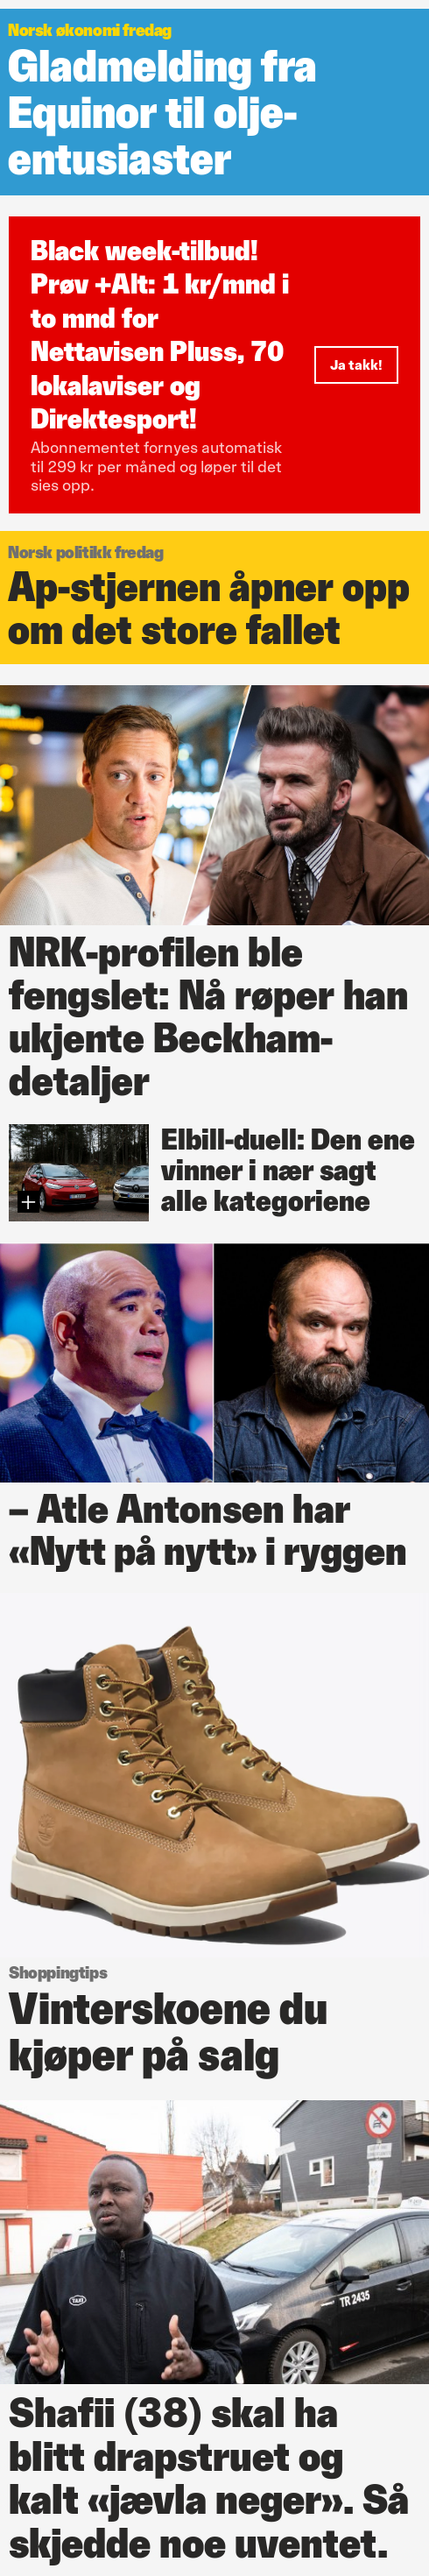 Norsk økonomi fredag
Gladmelding fra
Equinor til olje-
entusiaster
Black week-tilbud!
Prøv +Alt: 1 kr/mnd i
to mnd for
Nettavisen Pluss, 70
lokalaviser og
Direktesport!
Ja takk!
Abonnementet fornyes automatisk
til 299 kr per måned og løper til det
sies opp.
Norsk politikk fredag
Ap-stjernen åpner opp
om det store fallet
NRK-profilen ble
fengslet: Nå røper han
ukjente Beckham-
detaljer
Elbill-duell: Den ene
vinner i nær sagt
alle kategoriene
– Atle Antonsen har
«Nytt på nytt» i ryggen
Shoppingtips
Vinterskoene du
kjøper på salg
TAXI
TR 2435
Shafii (38) skal ha
blitt drapstruet og
kalt «jævla neger». Så
skjedde noe uventet.